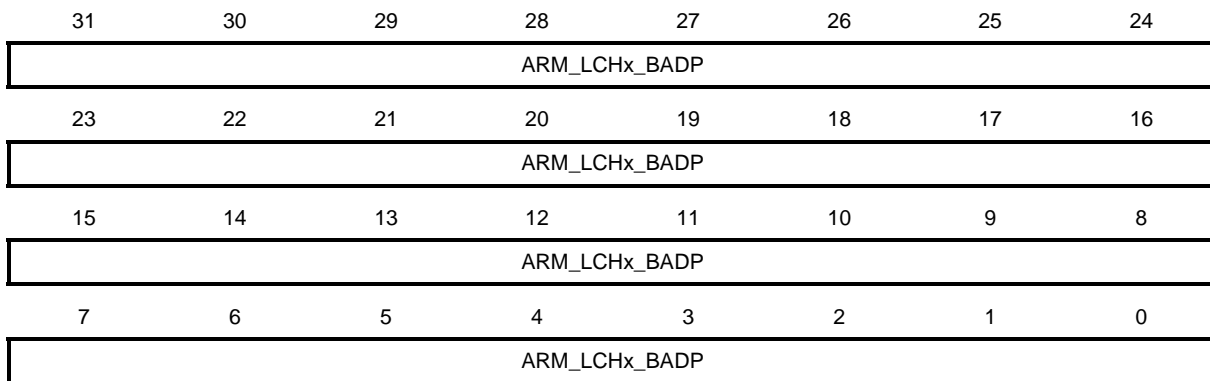 31 30 29 28 27 26 25 24
ARM_LCHx_BADP
23 22 21 20 19 18 17 16
ARM_LCHx_BADP
15 14 13 12 11 10 9 8
ARM_LCHx_BADP
7 6 5 4 3 2 1 0
ARM_LCHx_BADP